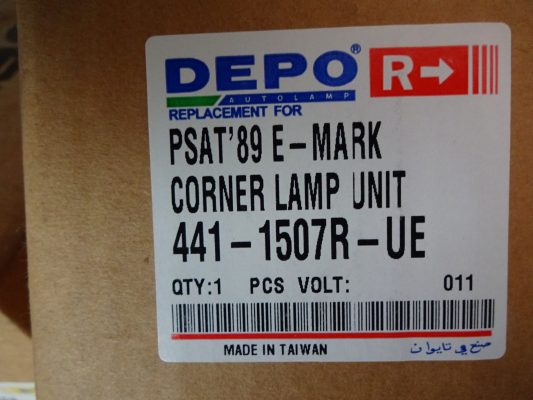 DEPO® R→
AUTOLAMP
REPLACEMENT FOR
PSAT'89 E-MARK
CORNER LAMP UNIT
441-1507R-UE
QTY:1 PCS VOLT: 011
MADE IN TAIWAN صنع في تايوان